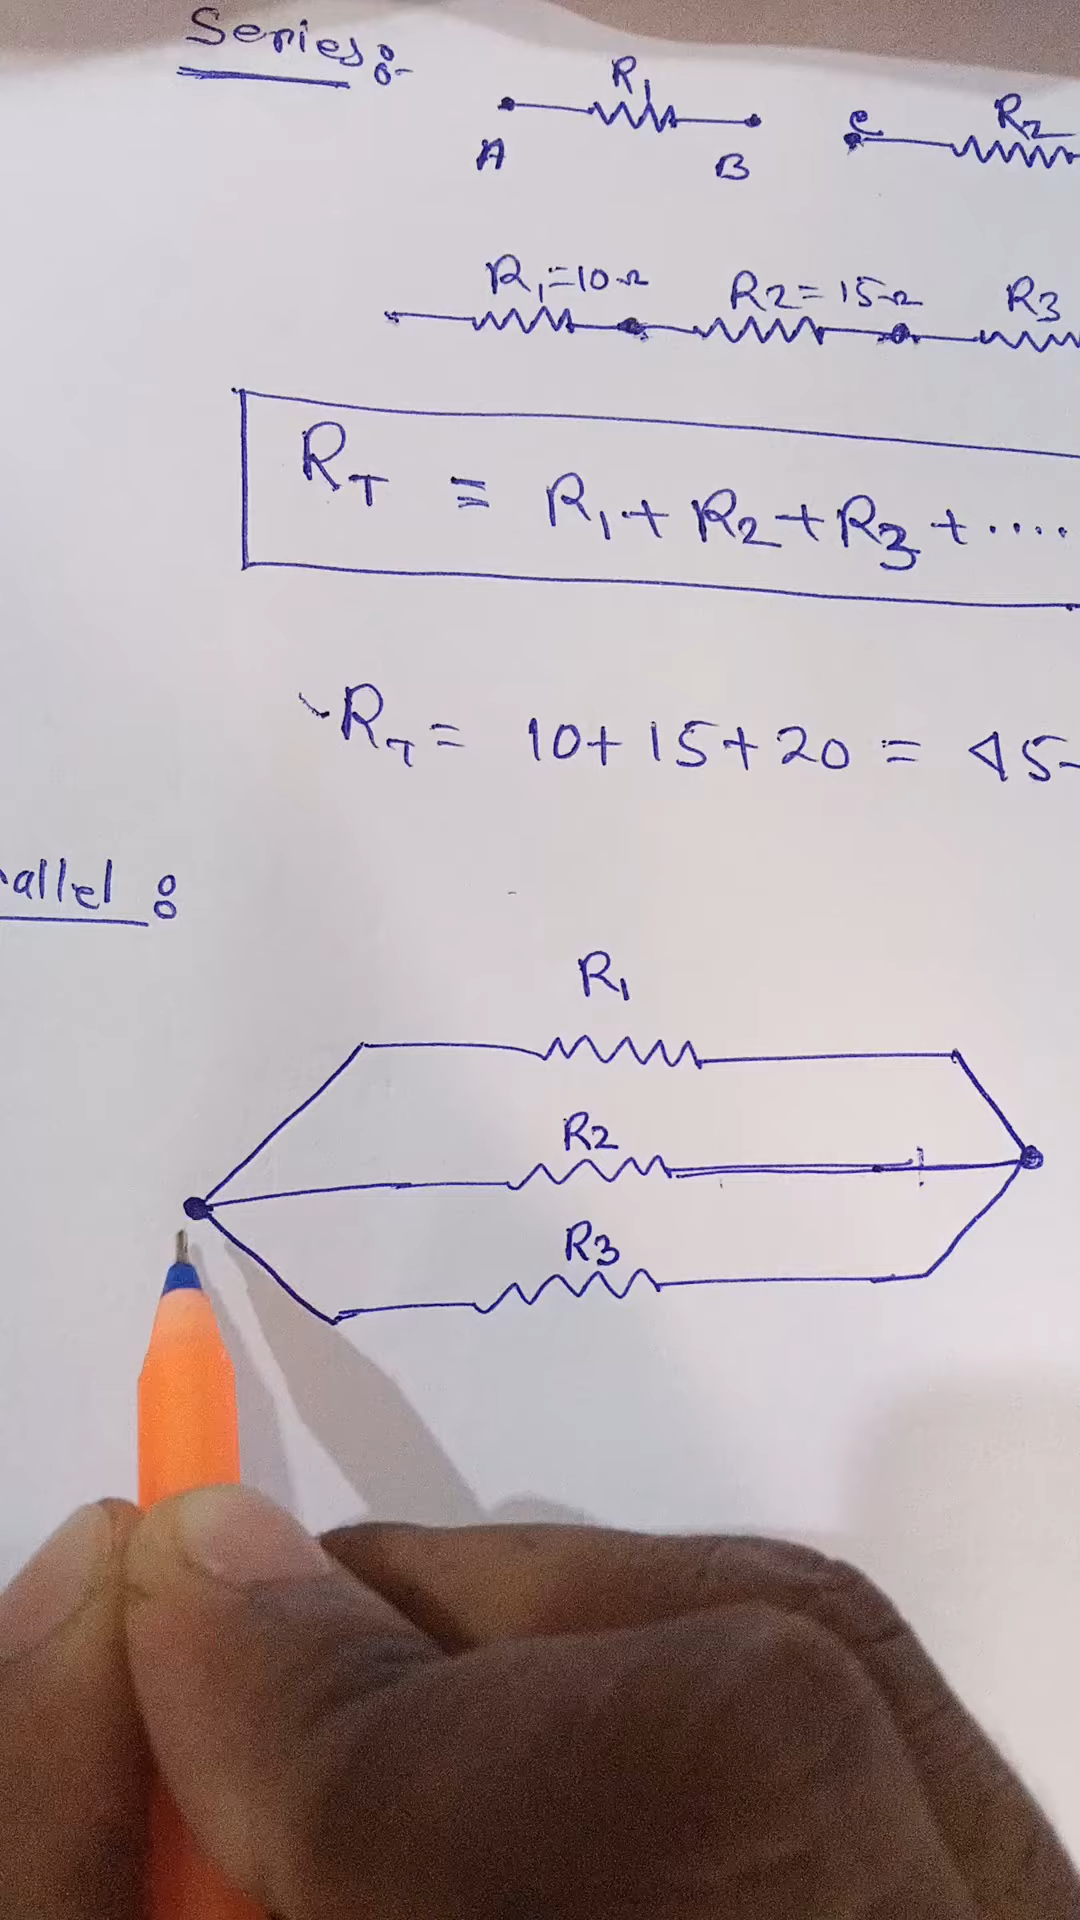 Series:-
R1 R2
A B C
R1=10Ω R2=15Ω R3
RT = R1+R2+R3+....
RT = 10+15+20 = 45
allel :
R1
R2
R3